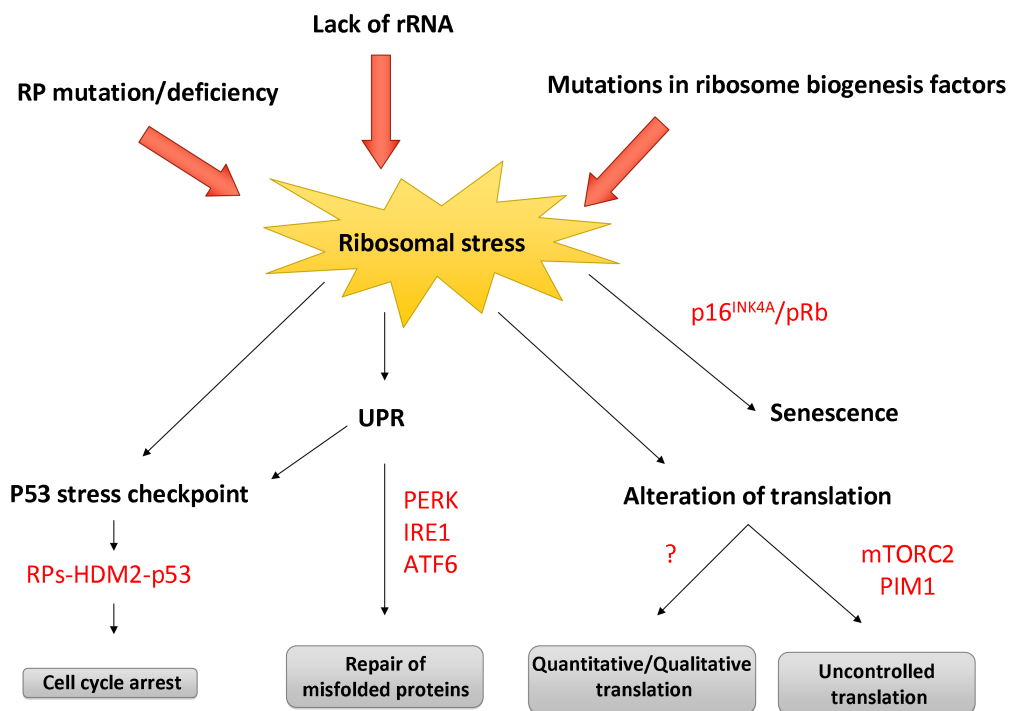 Lack of rRNA
RP mutation/deficiency
Mutations in ribosome biogenesis factors
Ribosomal stress
p16INK4A/pRb
UPR
Senescence
P53 stress checkpoint
Alteration of translation
PERK
IRE1
ATF6
?
mTORC2
PIM1
RPs-HDM2-p53
Cell cycle arrest
Repair of
misfolded proteins
Quantitative/Qualitative
translation
Uncontrolled
translation